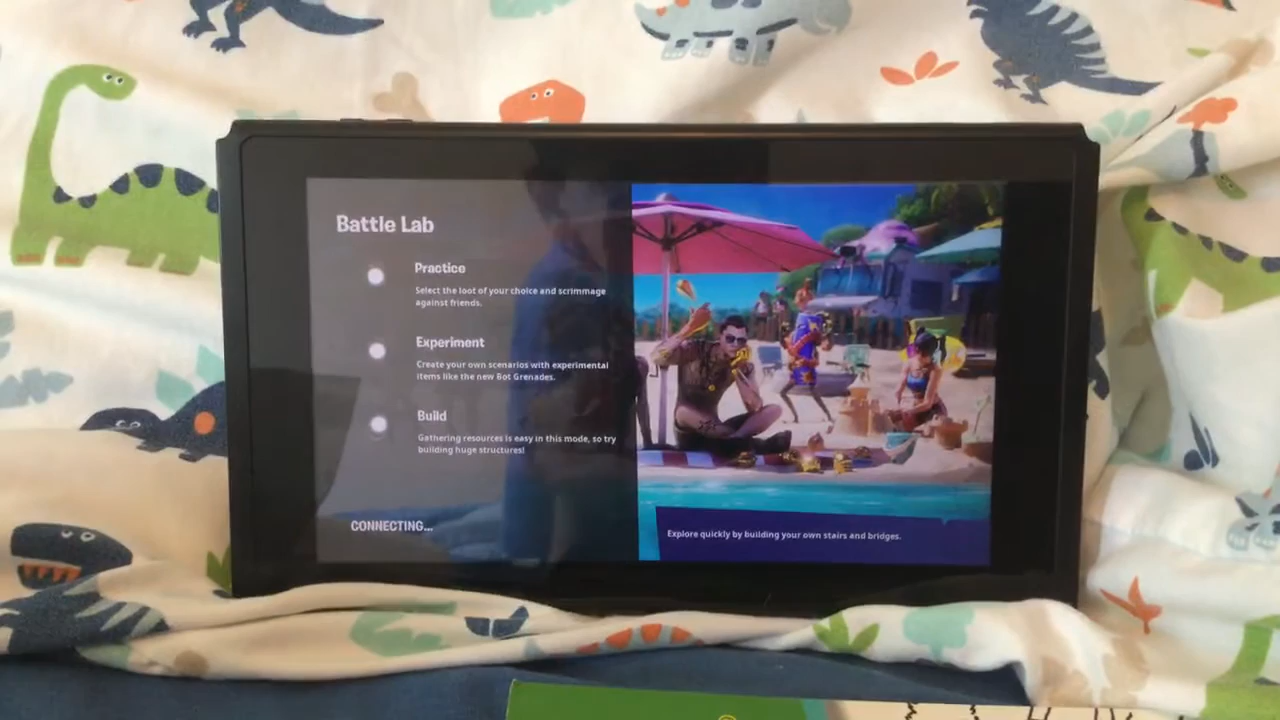 Battle Lab
Practice
Select the loot of your choice and scrimmage
against friends.
Experiment
Create your own scenarios with experimental
items like the new Bot Grenades.
Build
Gathering resources is easy in this mode, so try
building huge structures!
CONNECTING...
Explore quickly by building your own stairs and bridges.